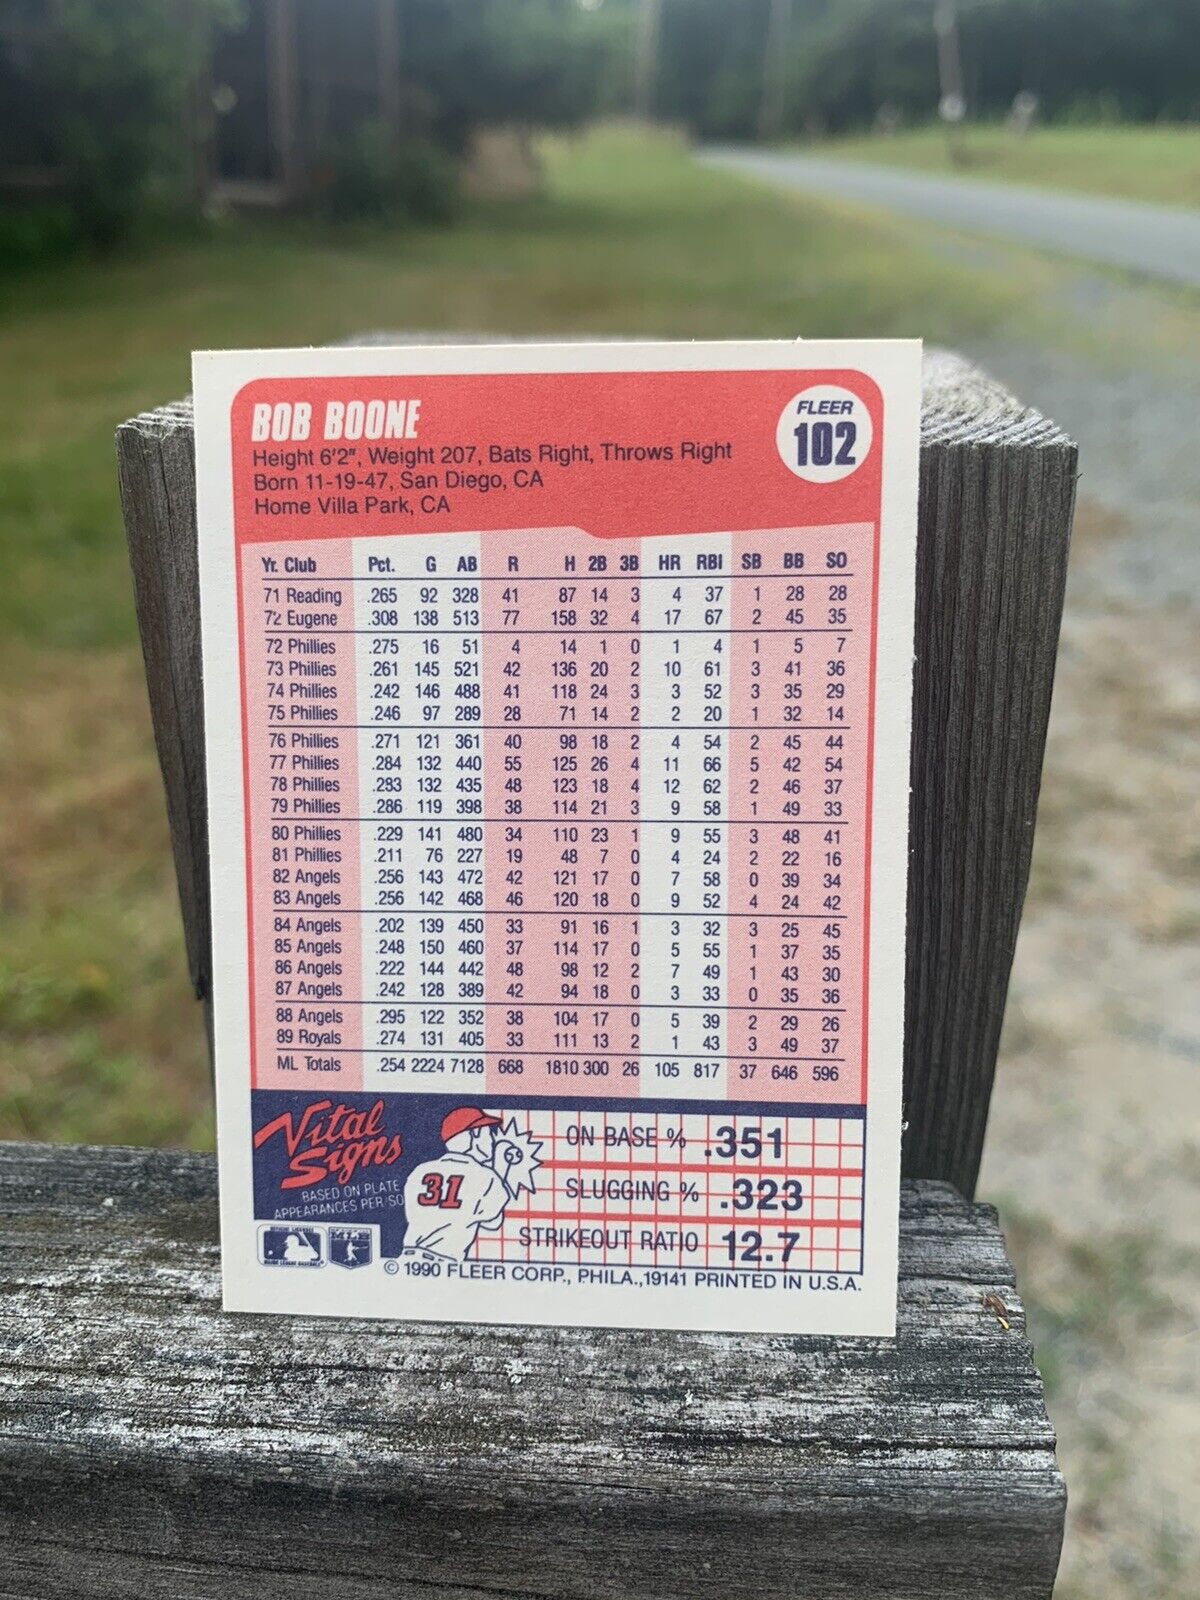 BOB BOONE
FLEER
102
Height 6'2", Weight 207, Bats Right, Throws Right
Born 11-19-47, San Diego, CA
Home Villa Park, CA
Yr. Club Pct. G AB R H 2B 3B HR RBI SB BB SO
71 Reading .265 92 328 41 87 14 3 4 37 1 28 28
72 Eugene .308 138 513 77 158 32 4 17 67 2 45 35
72 Phillies .275 16 51 4 14 1 0 1 4 1 5 7
73 Phillies .261 145 521 42 136 20 2 10 61 3 41 36
74 Phillies .242 146 488 41 118 24 3 3 52 3 35 29
75 Phillies .246 97 289 28 71 14 2 2 20 1 32 14
76 Phillies .271 121 361 40 98 18 2 4 54 2 45 44
77 Phillies .284 132 440 55 125 26 4 11 66 5 42 54
78 Phillies .283 132 435 48 123 18 4 12 62 2 46 37
79 Phillies .286 119 398 38 114 21 3 9 58 1 49 33
80 Phillies .229 141 480 34 110 23 1 9 55 3 48 41
81 Phillies .211 76 227 19 48 7 0 4 24 2 22 16
82 Angels .256 143 472 42 121 17 0 7 58 0 39 34
83 Angels .256 142 468 46 120 18 0 9 52 4 24 42
84 Angels .202 139 450 33 91 16 1 3 32 3 25 45
85 Angels .248 150 460 37 114 17 0 5 55 1 37 35
86 Angels .222 144 442 48 98 12 2 7 49 1 43 30
87 Angels .242 128 389 42 94 18 0 3 33 0 35 36
88 Angels .295 122 352 38 104 17 0 5 39 2 29 26
89 Royals .274 131 405 33 111 13 2 1 43 3 49 37
ML Totals .254 2224 7128 668 1810 300 26 105 817 37 646 596
Vital
Signs
BASED ON PLATE
APPEARANCES PER/SO
31
ON BASE % .351
SLUGGING % .323
STRIKEOUT RATIO 12.7
MAJOR LEAGUE BASEBALL
© 1990 FLEER CORP., PHILA., 19141 PRINTED IN U.S.A.